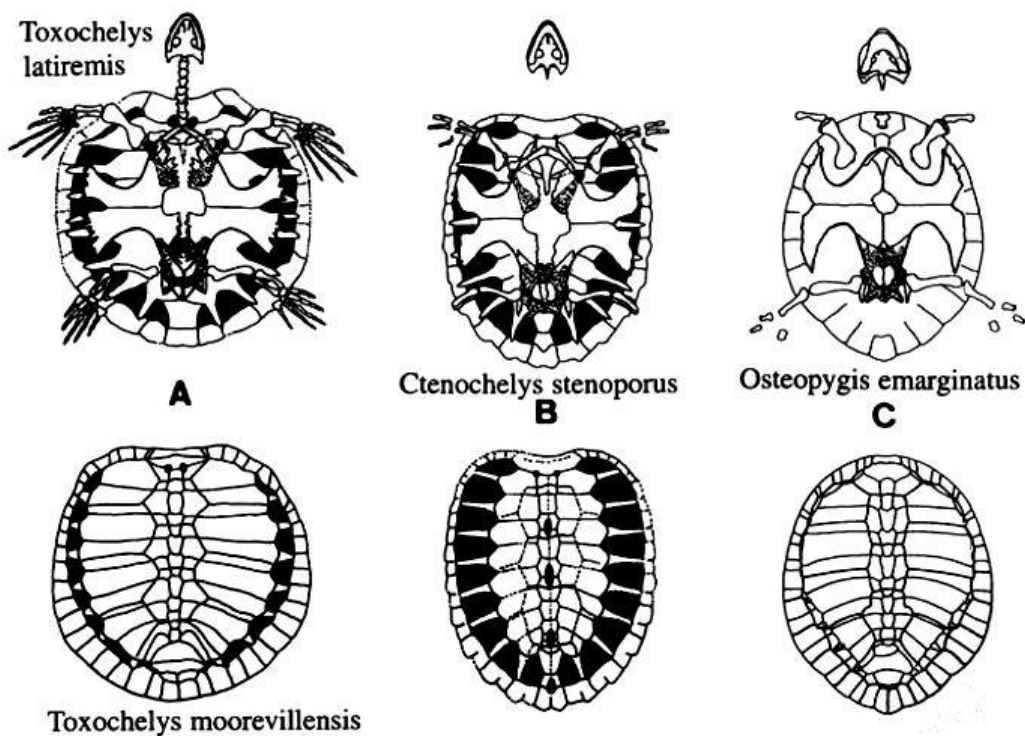 Toxochelys
latiremis
Ctenochelys stenoporus
Osteopygis emarginatus
A
B
C
Toxochelys moorevillensis